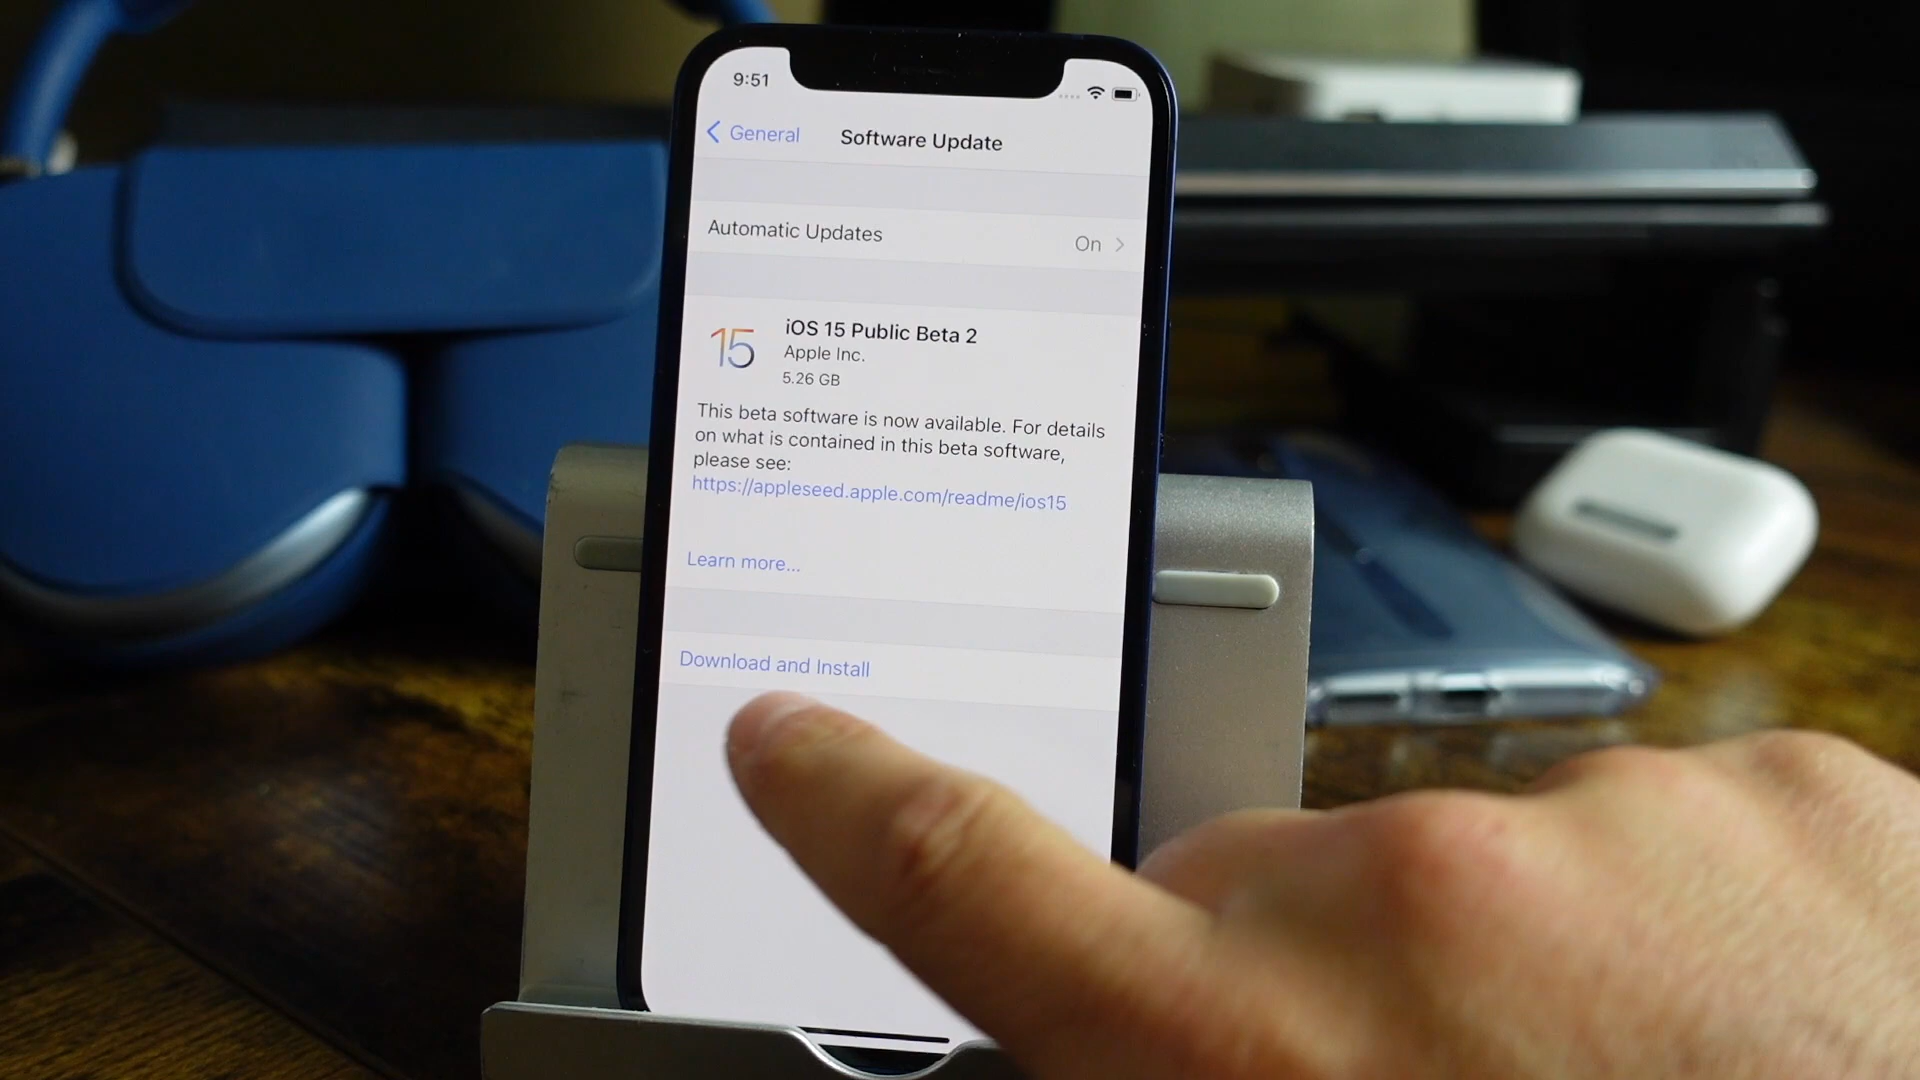 9:51
General
Software Update
Automatic Updates
On
15
iOS 15 Public Beta 2
Apple Inc.
5.26 GB
This beta software is now available. For details
on what is contained in this beta software,
please see:
https://appleseed.apple.com/readme/ios15
Learn more...
Download and Install